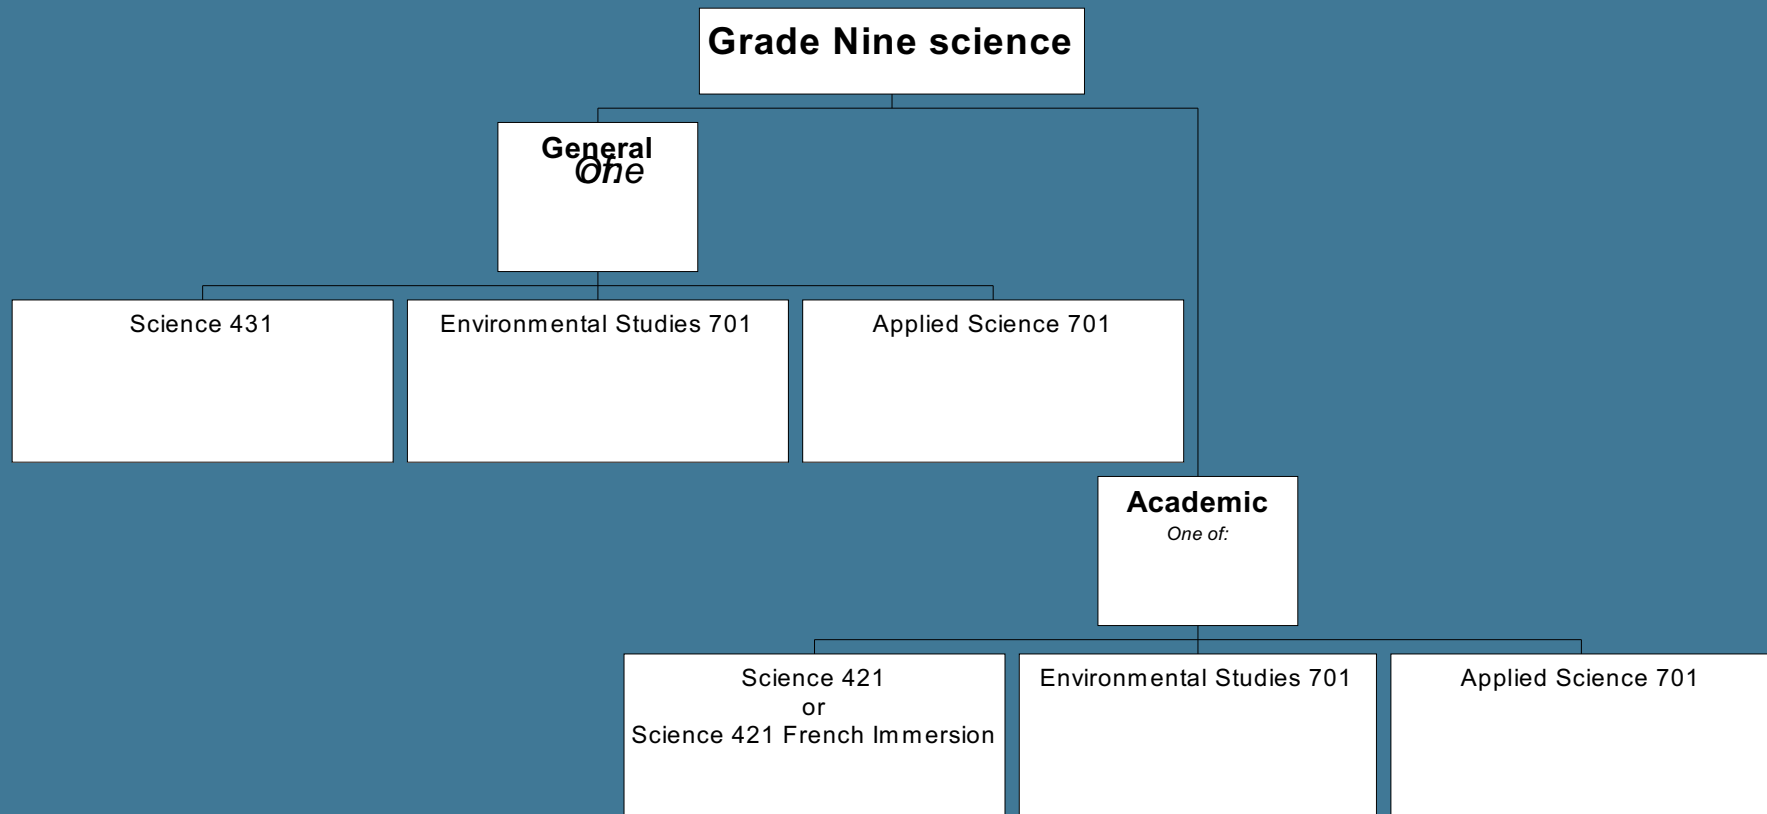 Grade Nine science
General
One of:
Science 431
Environmental Studies 701
Applied Science 701
Academic
One of:
Science 421
or
Science 421 French Immersion
Environmental Studies 701
Applied Science 701